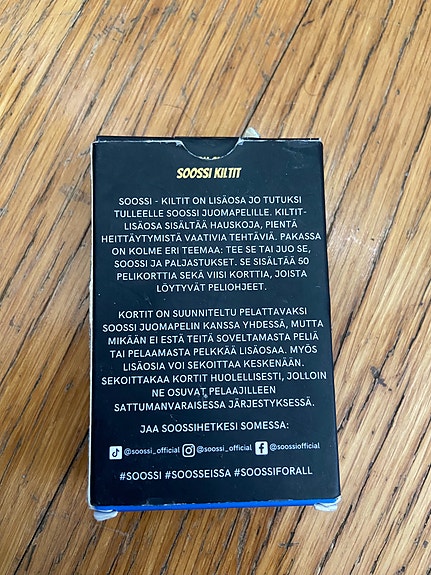 SOOSSI KILTIT
SOOSSI - KILTIT ON LISÄOSA JO TUTUKSI
TULLEELLE SOOSSI JUOMAPELILLE. KILTIT-
LISÄOSA SISÄLTÄÄ HAUSKOJA, PIENTÄ
HEITTÄYTYMISTÄ VAATIVIA TEHTÄVIÄ. PAKASSA
ON KOLME ERI TEEMAA: TEE SE TAI JUO SE,
SOOSSI JA PALJASTUKSET. SE SISÄLTÄÄ 50
PELIKORTTIA SEKÄ VIISI KORTTIA, JOISTA
LÖYTYVÄT PELIOHJEET.
KORTIT ON SUUNNITELTU PELATTAVAKSI
SOOSSI JUOMAPELIN KANSSA YHDESSÄ, MUTTA
MIKÄÄN EI ESTÄ TEITÄ SOVELTAMASTA PELIÄ
TAI PELAAMASTA PELKKÄÄ LISÄOSAA. MYÖS
LISÄOSIA VOI SEKOITTAA KESKENÄÄN.
SEKOITTAKAA KORTIT HUOLELLISESTI, JOLLOIN
NE OSUVAT PELAAJILLEEN
SATTUMANVARAISESSA JÄRJESTYKSESSÄ.
JAA SOOSSIHETKESI SOMESSA:
@soossi_official @soossi_official @soossiofficial
#SOOSSI #SOOSSEISSA #SOOSSIFORALL